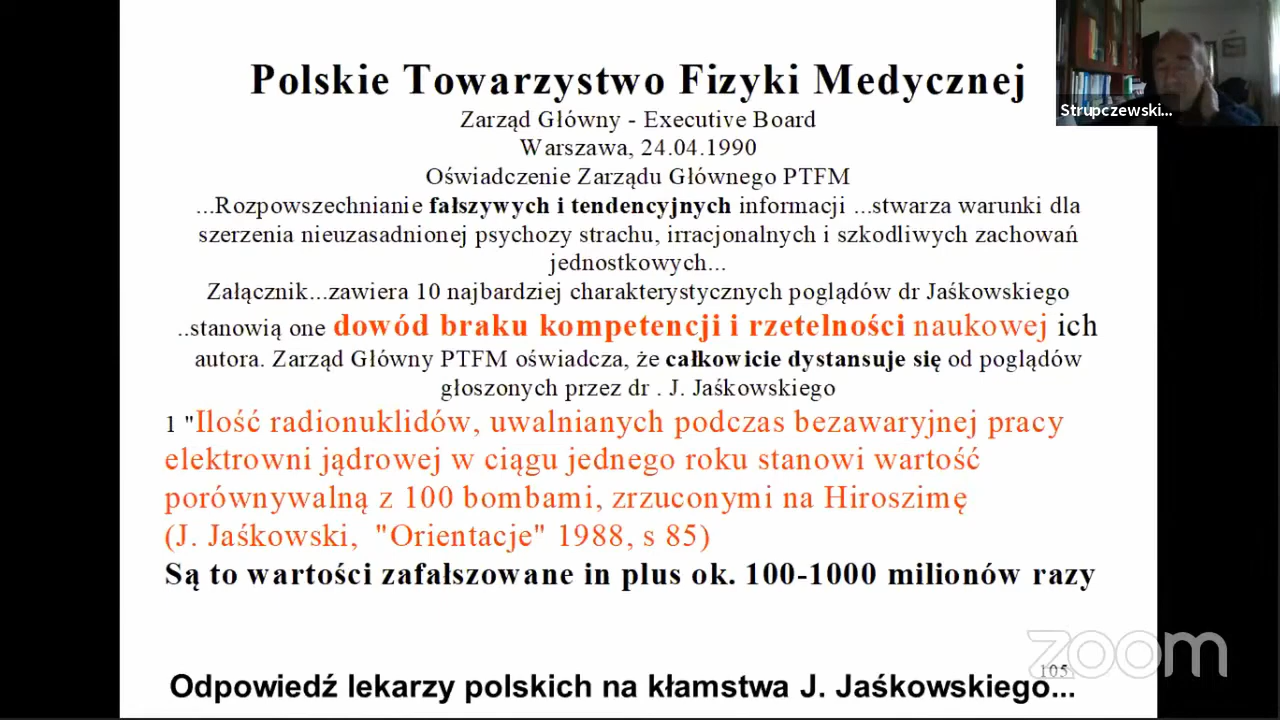 Polskie Towarzystwo Fizyki Medycznej
Zarząd Główny - Executive Board
Warszawa, 24.04.1990
Oświadczenie Zarządu Głównego PTFM
...Rozpowszechnianie fałszywych i tendencyjnych informacji ...stwarza warunki dla
szerzenia nieuzasadnionej psychozy strachu, irracjonalnych i szkodliwych zachowań
jednostkowych...
Załącznik...zawiera 10 najbardziej charakterystycznych poglądów dr Jaśkowskiego
..stanowią one dowód braku kompetencji i rzetelności naukowej ich
autora. Zarząd Główny PTFM oświadcza, że całkowicie dystansuje się od poglądów
głoszonych przez dr . J. Jaśkowskiego
1 "Ilość radionuklidów, uwalnianych podczas bezawaryjnej pracy
elektrowni jądrowej w ciągu jednego roku stanowi wartość
porównywalną z 100 bombami, zrzuconymi na Hiroszimę
(J. Jaśkowski, "Orientacje" 1988, s 85)
Są to wartości zafałszowane in plus ok. 100-1000 milionów razy
Odpowiedź lekarzy polskich na kłamstwa J. Jaśkowskiego...
105
zoom
Strupczewski...